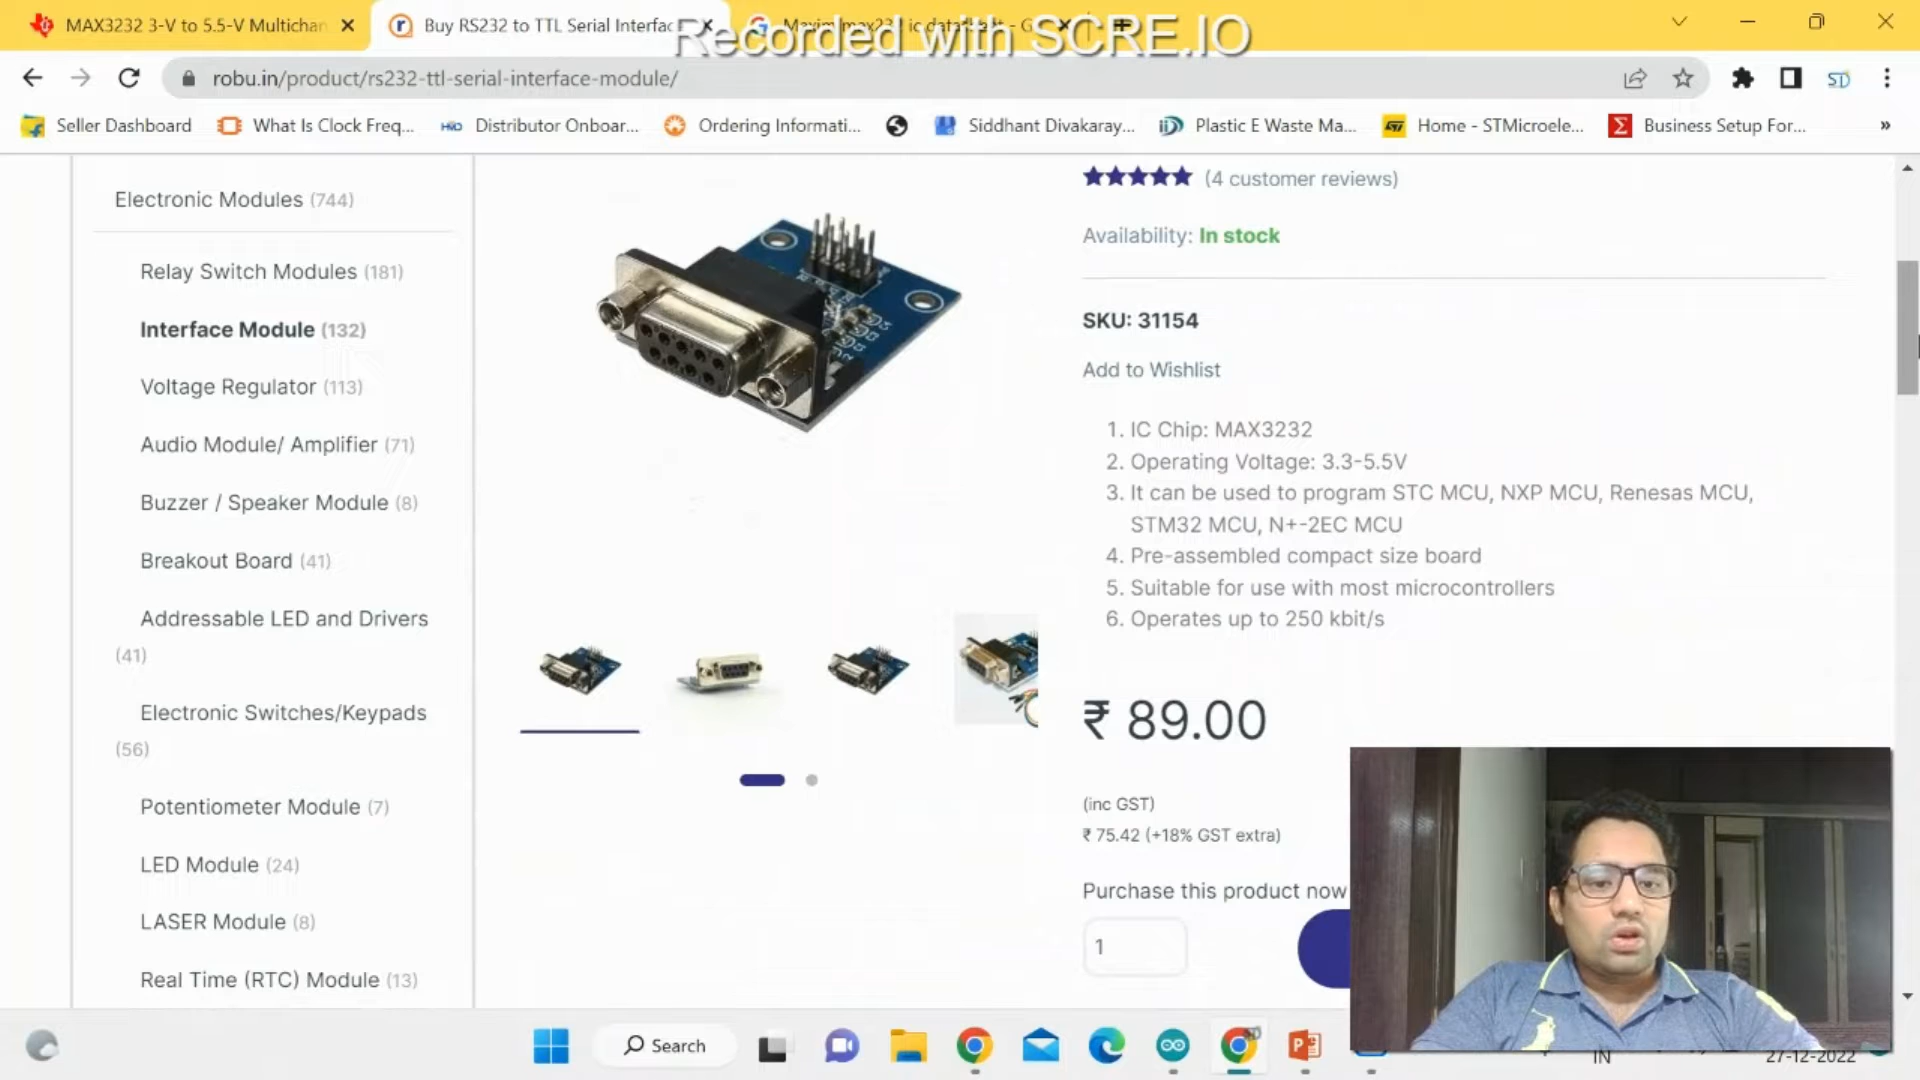 MAX3232 3-V to 5.5-V Multichan
Buy RS232 to TTL Serial Interfac
Recorded with SCRE.IO
robu.in/product/rs232-ttl-serial-interface-module/
Seller Dashboard
What Is Clock Freq...
Distributor Onboar...
Ordering Informati...
Siddhant Divakaray...
Plastic E Waste Ma...
Home - STMicroele...
Business Setup For...
Electronic Modules (744)
Relay Switch Modules (181)
Interface Module (132)
Voltage Regulator (113)
Audio Module/ Amplifier (71)
Buzzer / Speaker Module (8)
Breakout Board (41)
Addressable LED and Drivers
(41)
Electronic Switches/Keypads
(56)
Potentiometer Module (7)
LED Module (24)
LASER Module (8)
Real Time (RTC) Module (13)
(4 customer reviews)
Availability: In stock
SKU: 31154
Add to Wishlist
1. IC Chip: MAX3232
2. Operating Voltage: 3.3-5.5V
3. It can be used to program STC MCU, NXP MCU, Renesas MCU,
STM32 MCU, N+-2EC MCU
4. Pre-assembled compact size board
5. Suitable for use with most microcontrollers
6. Operates up to 250 kbit/s
₹ 89.00
(inc GST)
₹ 75.42 (+18% GST extra)
Purchase this product now
1
Search
IN
27-12-2022